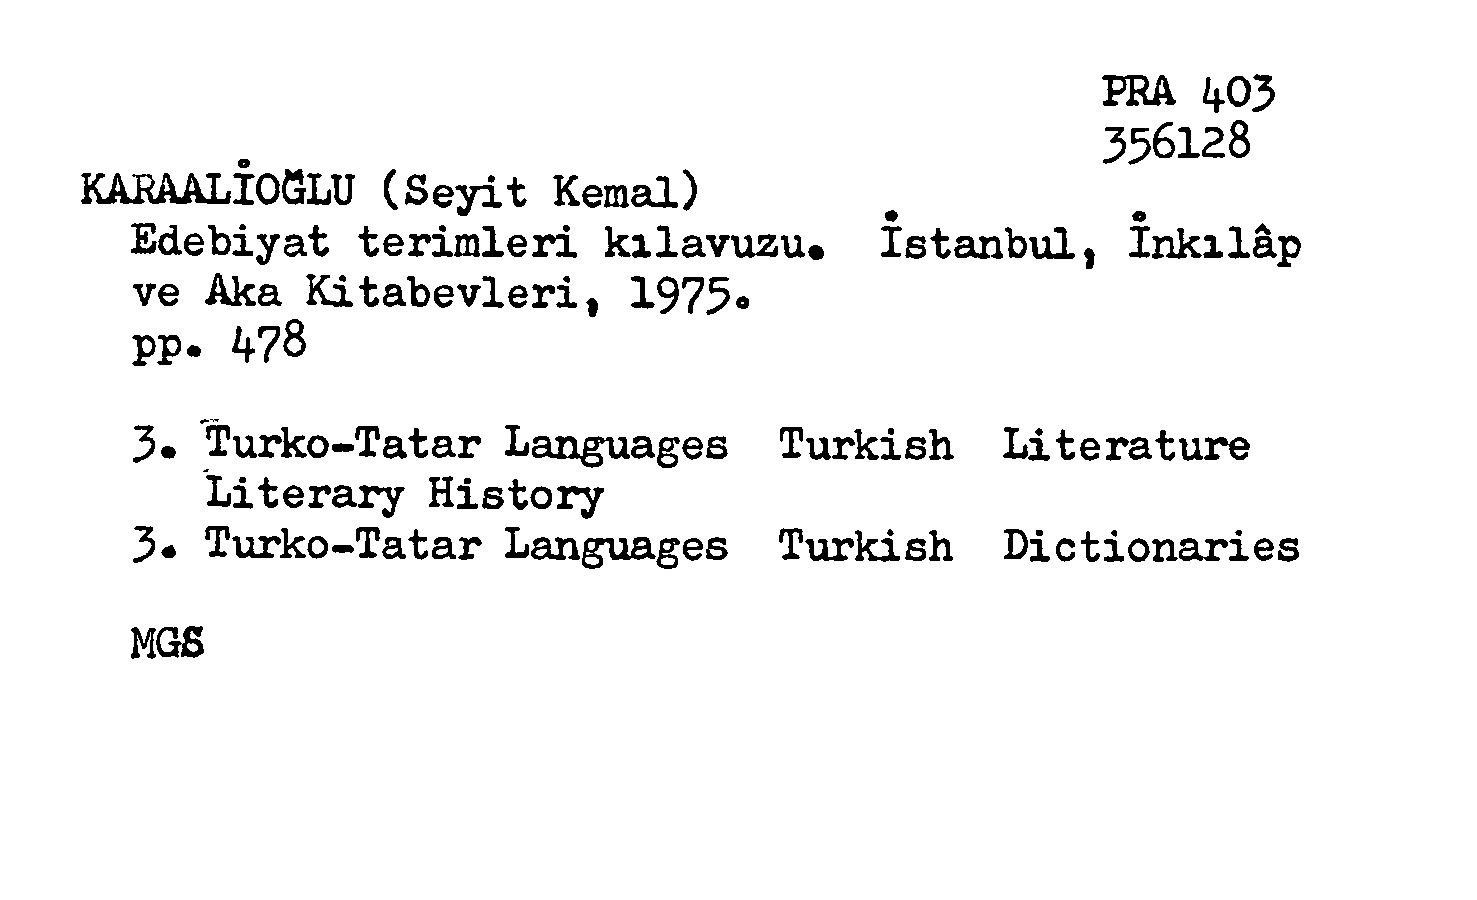 PRA 403
356128
KARAALİOĞLU (Seyit Kemal)
Edebiyat terimleri kılavuzu. İstanbul, İnkılâp
ve Aka Kitabevleri, 1975.
pp. 478
3. Turko-Tatar Languages Turkish Literature
Literary History
3. Turko-Tatar Languages Turkish Dictionaries
MGS